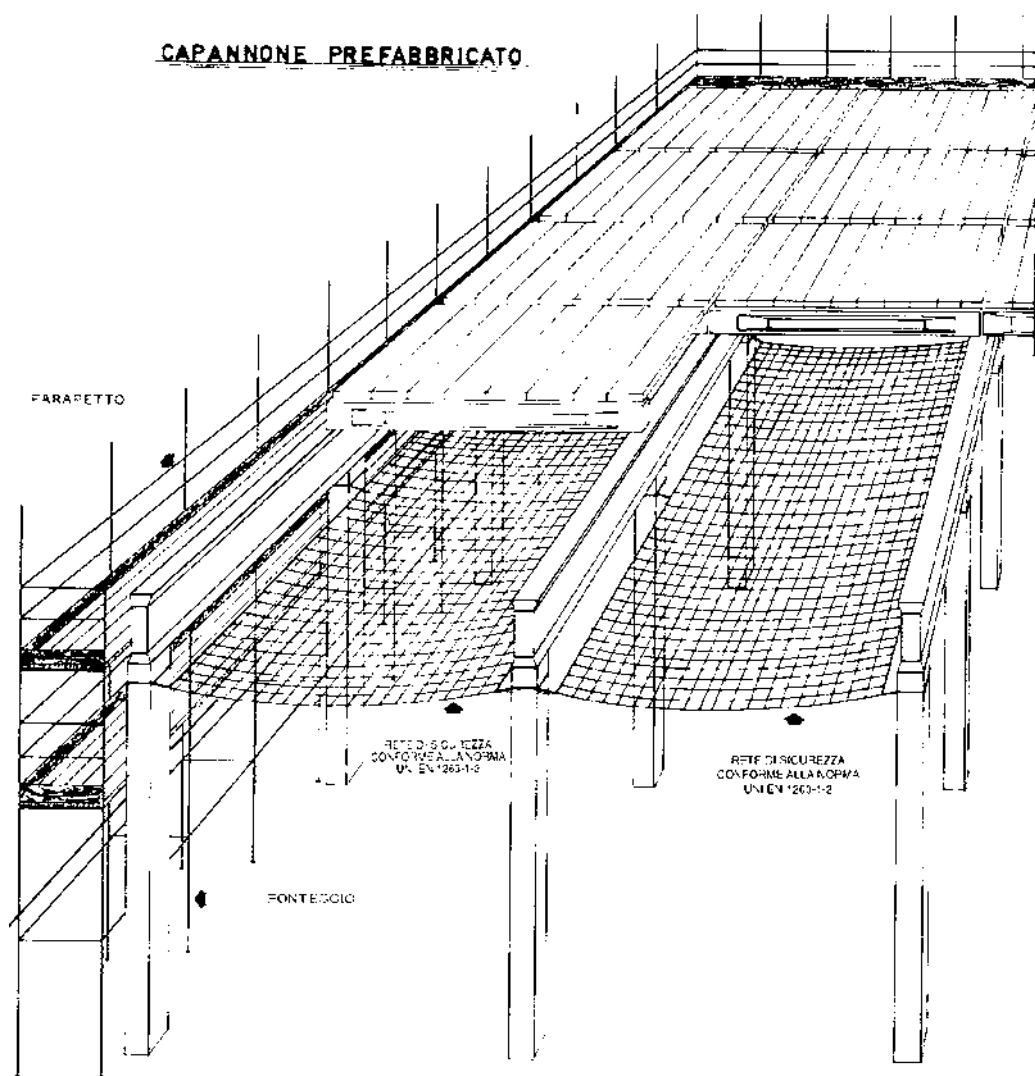 CAPANNONE PREFABBRICATO
PARAPETTO
RETE DI SICUREZZA
CONFORME ALLA NORMA
UNI EN 1263-1-2
RETE DI SICUREZZA
CONFORME ALLA NORMA
UNI EN 1263-1-2
PONTEGGIO